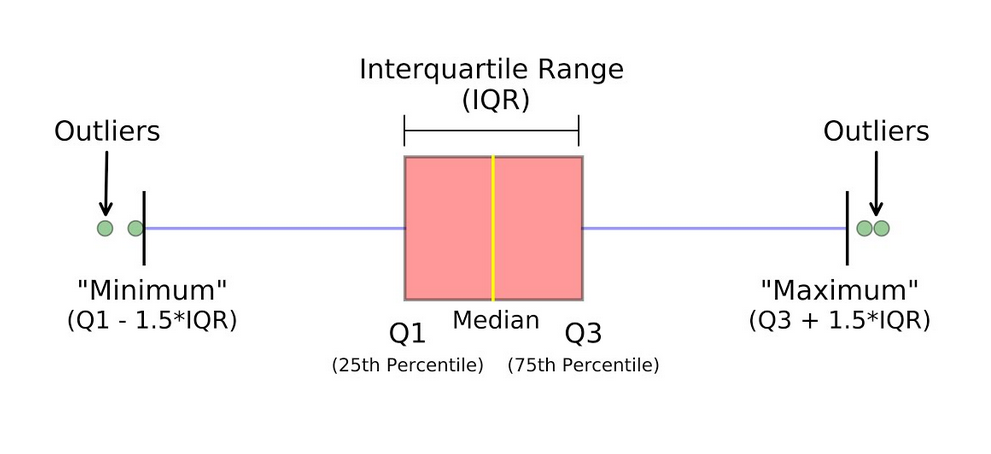 Interquartile Range
(IQR)
Outliers
Outliers
"Minimum"
(Q1 - 1.5*IQR)
"Maximum"
(Q3 + 1.5*IQR)
Q1
Median
Q3
(25th Percentile)
(75th Percentile)